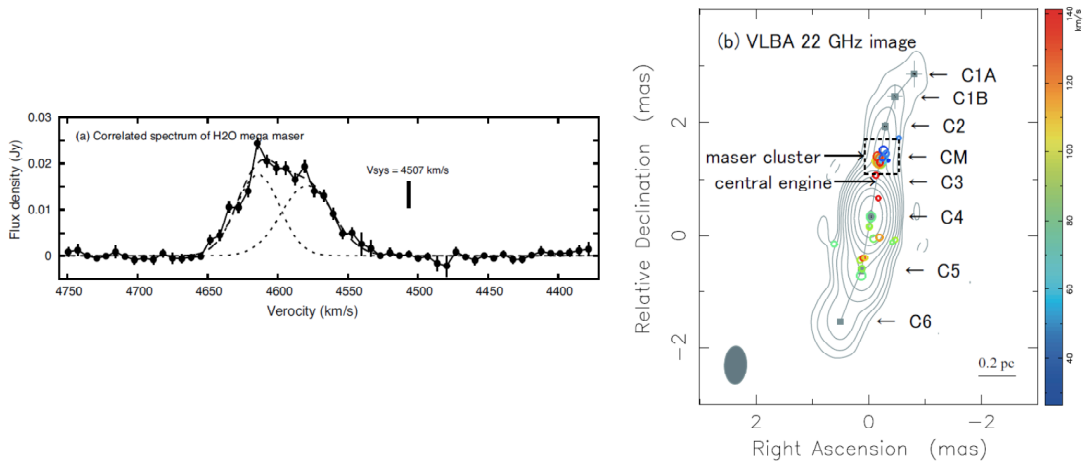 (a) Correlated spectrum of H2O mega maser
Vsys = 4507 km/s
Flux density (Jy)
0.03
0.02
0.01
0
4750 4700 4650 4600 4550 4500 4450 4400
Verocity (km/s)
(b) VLBA 22 GHz image
C1A
C1B
C2
maser cluster
CM
central engine
C3
C4
C5
C6
0.2 pc
Relative Declination (mas)
2
0
−2
2 0 −2
Right Ascension (mas)
km/s
140
120
100
80
60
40